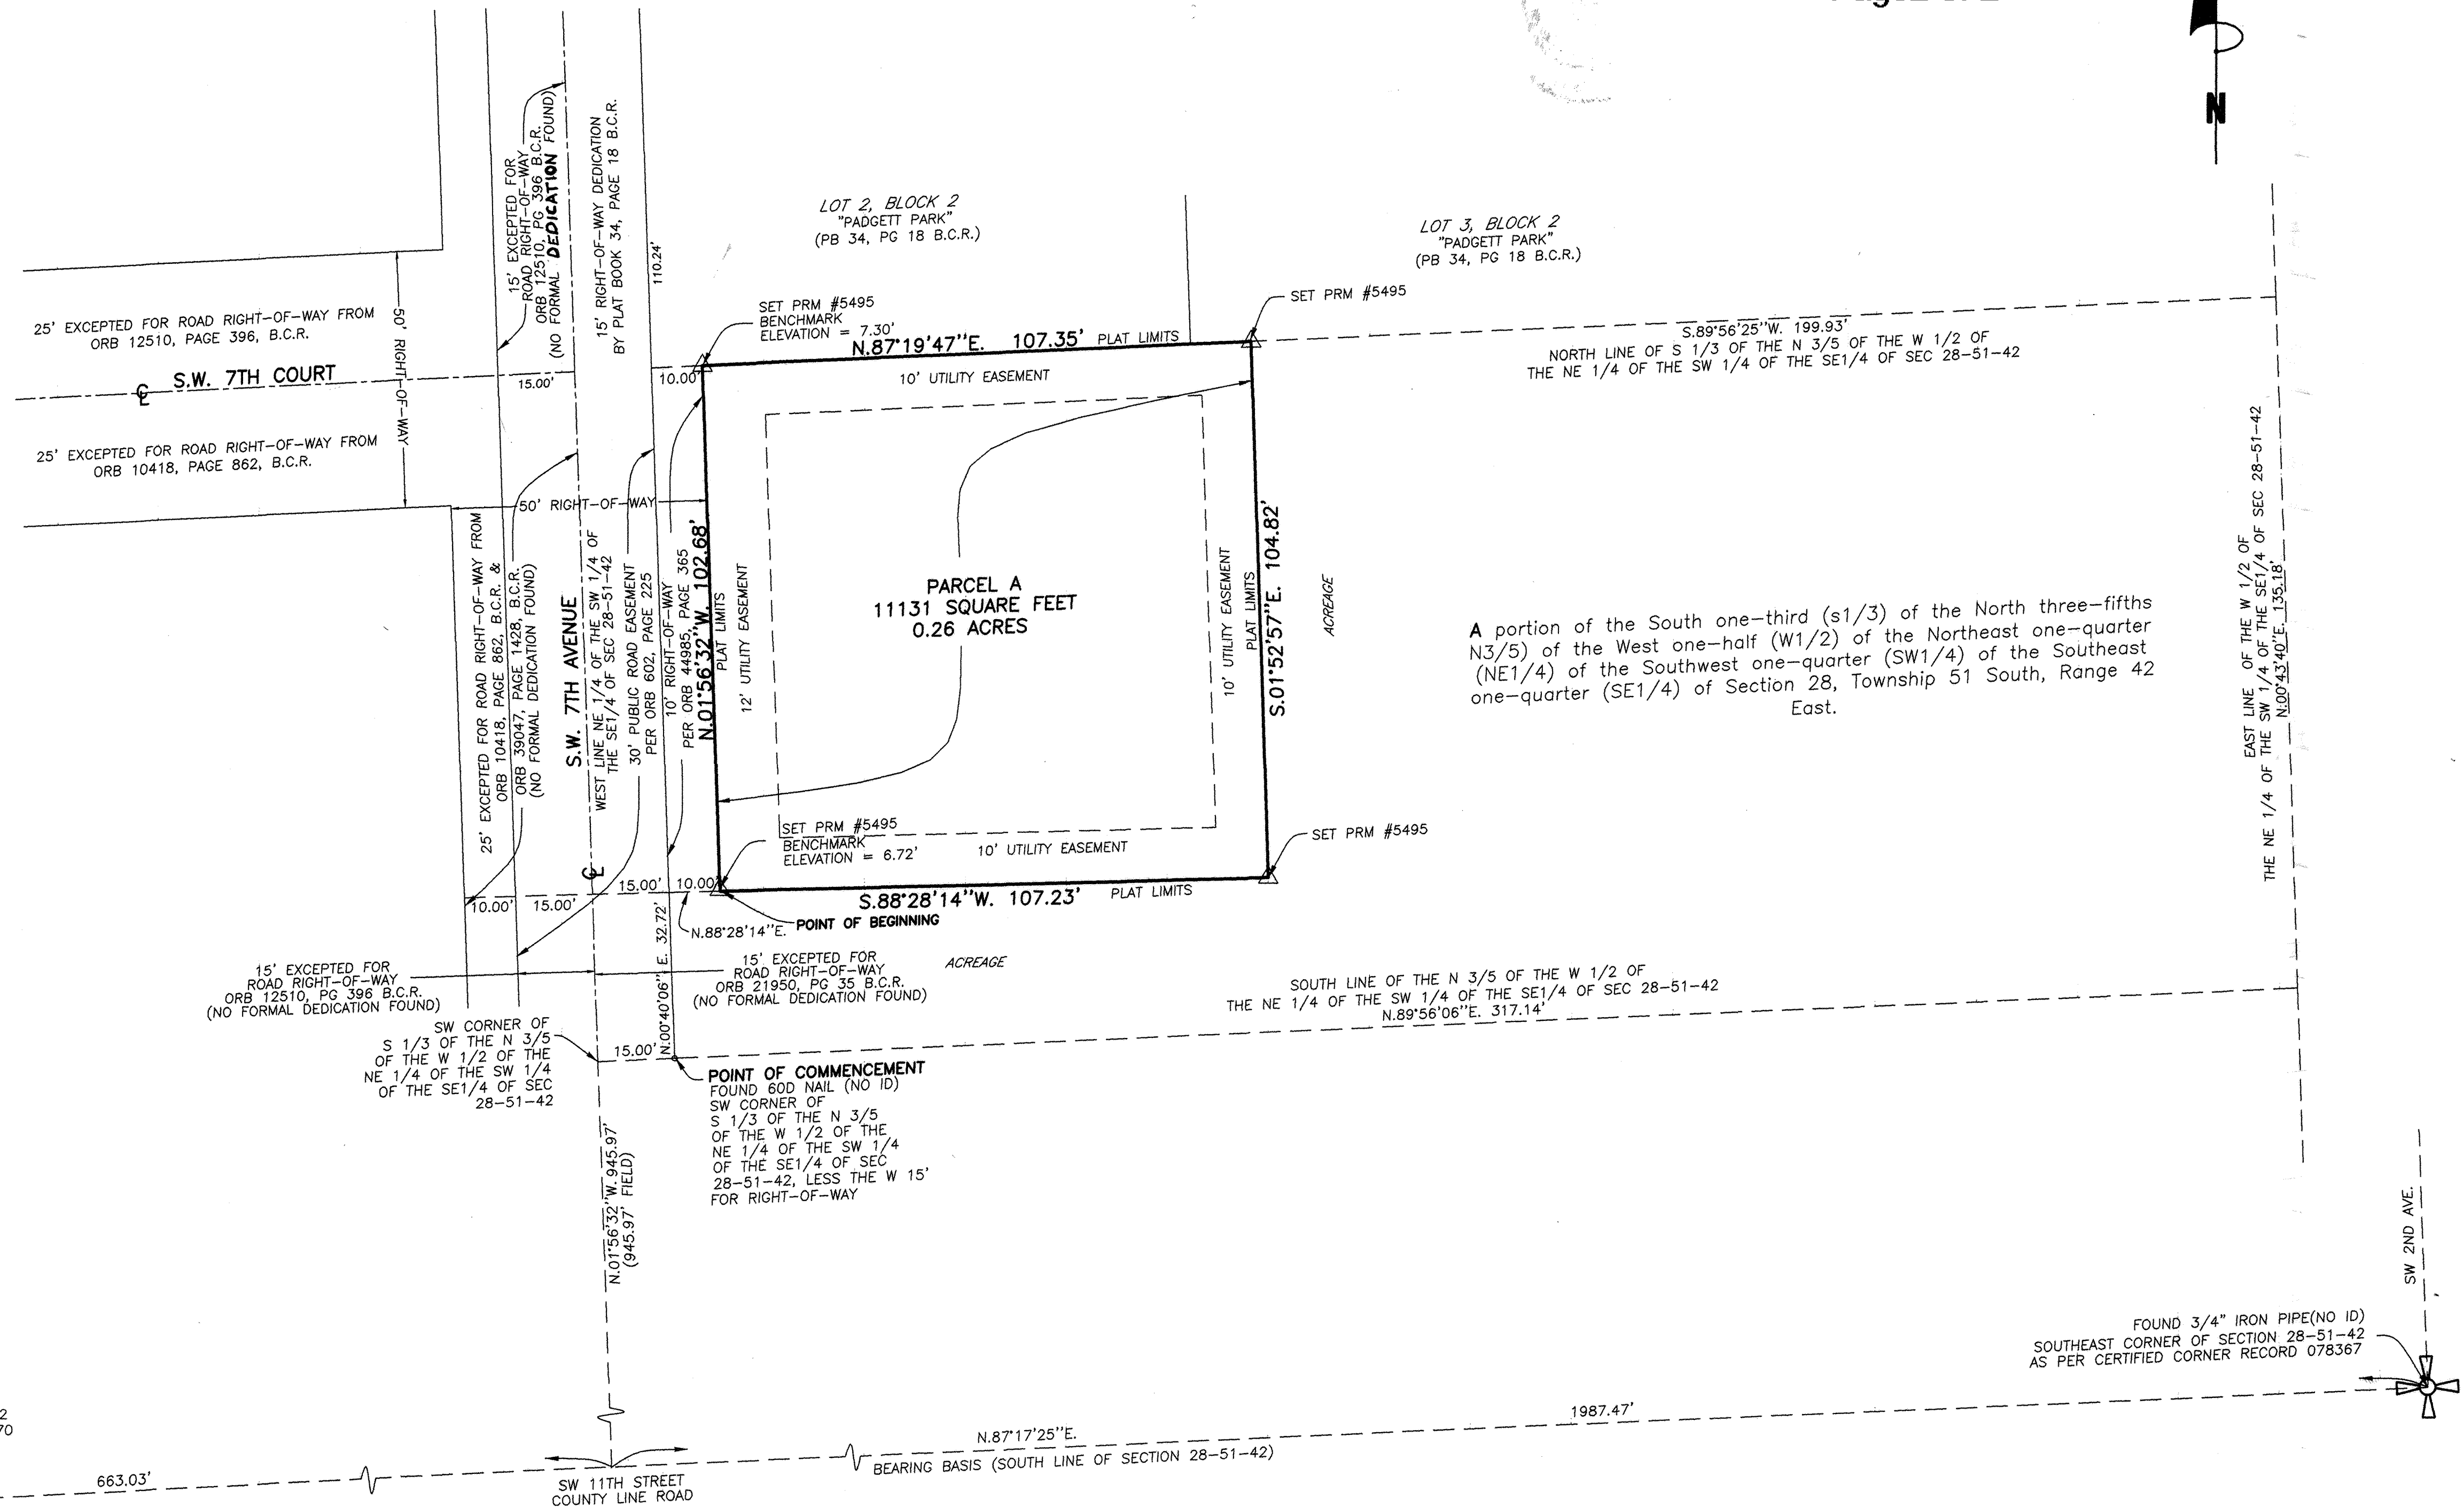 N
15' EXCEPTED FOR
ROAD RIGHT-OF-WAY
ORB 12510, PG 396 B.C.R.
(NO FORMAL DEDICATION FOUND)
15' RIGHT-OF-WAY DEDICATION
BY PLAT BOOK 34, PAGE 18 B.C.R.
110.24'
LOT 2, BLOCK 2
"PADGETT PARK"
(PB 34, PG 18 B.C.R.)
LOT 3, BLOCK 2
"PADGETT PARK"
(PB 34, PG 18 B.C.R.)
SET PRM #5495
BENCHMARK
ELEVATION = 7.30'
SET PRM #5495
25' EXCEPTED FOR ROAD RIGHT-OF-WAY FROM
ORB 12510, PAGE 396, B.C.R.
50' RIGHT-OF-WAY
N.87°19'47"E. 107.35' PLAT LIMITS
S.89°56'25"W. 199.93'
NORTH LINE OF S 1/3 OF THE N 3/5 OF THE W 1/2 OF
THE NE 1/4 OF THE SW 1/4 OF THE SE1/4 OF SEC 28-51-42
℄ S.W. 7TH COURT
15.00'
10.00'
10' UTILITY EASEMENT
25' EXCEPTED FOR ROAD RIGHT-OF-WAY FROM
ORB 10418, PAGE 862, B.C.R.
50' RIGHT-OF-WAY
25' EXCEPTED FOR ROAD RIGHT-OF-WAY FROM
ORB 10418, PAGE 862, B.C.R. &
ORB 39047, PAGE 1428, B.C.R.
(NO FORMAL DEDICATION FOUND)
S.W. 7TH AVENUE
℄
WEST LINE NE 1/4 OF THE SW 1/4 OF
THE SE1/4 OF SEC 28-51-42
30' PUBLIC ROAD EASEMENT
PER ORB 602, PAGE 225
10' RIGHT-OF-WAY
PER ORB 44985, PAGE 365
N.01°56'32"W. 102.68'
PLAT LIMITS
12' UTILITY EASEMENT
PARCEL A
11131 SQUARE FEET
0.26 ACRES
10' UTILITY EASEMENT
PLAT LIMITS
S.01°52'57"E. 104.82'
ACREAGE
A portion of the South one-third (s1/3) of the North three-fifths
N3/5) of the West one-half (W1/2) of the Northeast one-quarter
(NE1/4) of the Southwest one-quarter (SW1/4) of the Southeast
one-quarter (SE1/4) of Section 28, Township 51 South, Range 42
East.
EAST LINE OF THE W 1/2 OF
THE NE 1/4 OF THE SW 1/4 OF THE SE1/4 OF SEC 28-51-42
N.00°43'40"E. 135.18'
SET PRM #5495
BENCHMARK
ELEVATION = 6.72'
10' UTILITY EASEMENT
SET PRM #5495
10.00'
15.00'
15.00'
10.00'
S.88°28'14"W. 107.23' PLAT LIMITS
N.88°28'14"E.
POINT OF BEGINNING
N.00°40'06" E. 32.72'
15' EXCEPTED FOR
ROAD RIGHT-OF-WAY
ORB 12510, PG 396 B.C.R.
(NO FORMAL DEDICATION FOUND)
15' EXCEPTED FOR
ROAD RIGHT-OF-WAY
ORB 21950, PG 35 B.C.R.
(NO FORMAL DEDICATION FOUND)
ACREAGE
SOUTH LINE OF THE N 3/5 OF THE W 1/2 OF
THE NE 1/4 OF THE SW 1/4 OF THE SE1/4 OF SEC 28-51-42
N.89°56'06"E. 317.14'
SW CORNER OF
S 1/3 OF THE N 3/5
OF THE W 1/2 OF THE
NE 1/4 OF THE SW 1/4
OF THE SE1/4 OF SEC
28-51-42
15.00'
POINT OF COMMENCEMENT
FOUND 60D NAIL (NO ID)
SW CORNER OF
S 1/3 OF THE N 3/5
OF THE W 1/2 OF THE
NE 1/4 OF THE SW 1/4
OF THE SE1/4 OF SEC
28-51-42, LESS THE W 15'
FOR RIGHT-OF-WAY
N.01°56'32"W. 945.97'
(945.97' FIELD)
SW 2ND AVE.
FOUND 3/4" IRON PIPE(NO ID)
SOUTHEAST CORNER OF SECTION 28-51-42
AS PER CERTIFIED CORNER RECORD 078367
1987.47'
N.87°17'25"E.
BEARING BASIS (SOUTH LINE OF SECTION 28-51-42)
663.03'
SW 11TH STREET
COUNTY LINE ROAD
2
70